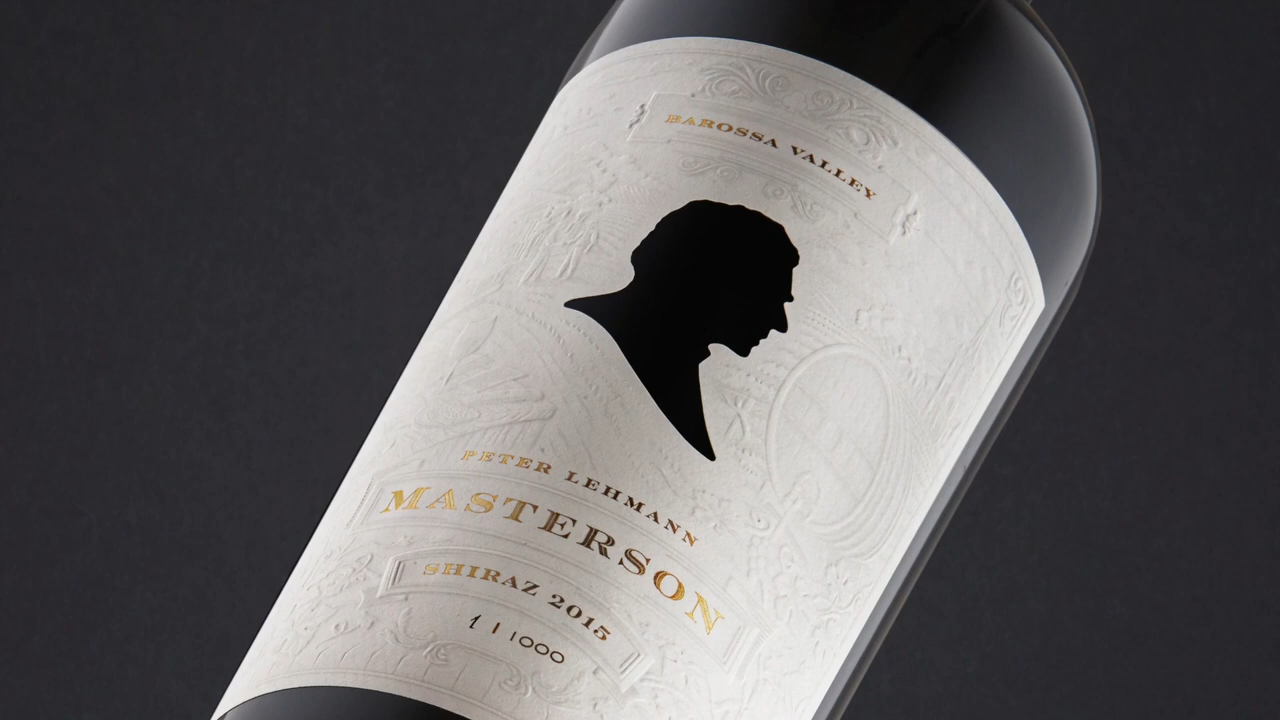 BAROSSA VALLEY
PETER LEHMANN
MASTERSON
SHIRAZ 2015
1 | 1000